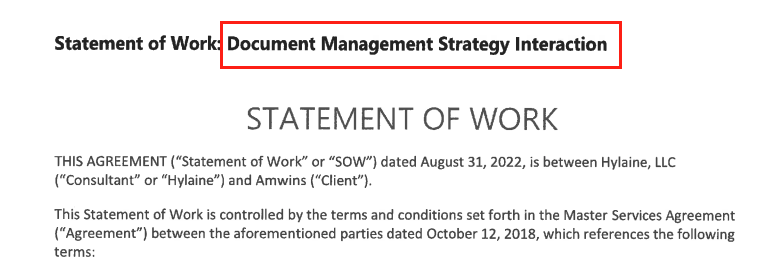 Statement of Work: Document Management Strategy Interaction
STATEMENT OF WORK
THIS AGREEMENT (“Statement of Work” or “SOW”) dated August 31, 2022, is between Hylaine, LLC
(“Consultant” or “Hylaine”) and Amwins (“Client”).
This Statement of Work is controlled by the terms and conditions set forth in the Master Services Agreement
(“Agreement”) between the aforementioned parties dated October 12, 2018, which references the following
terms: